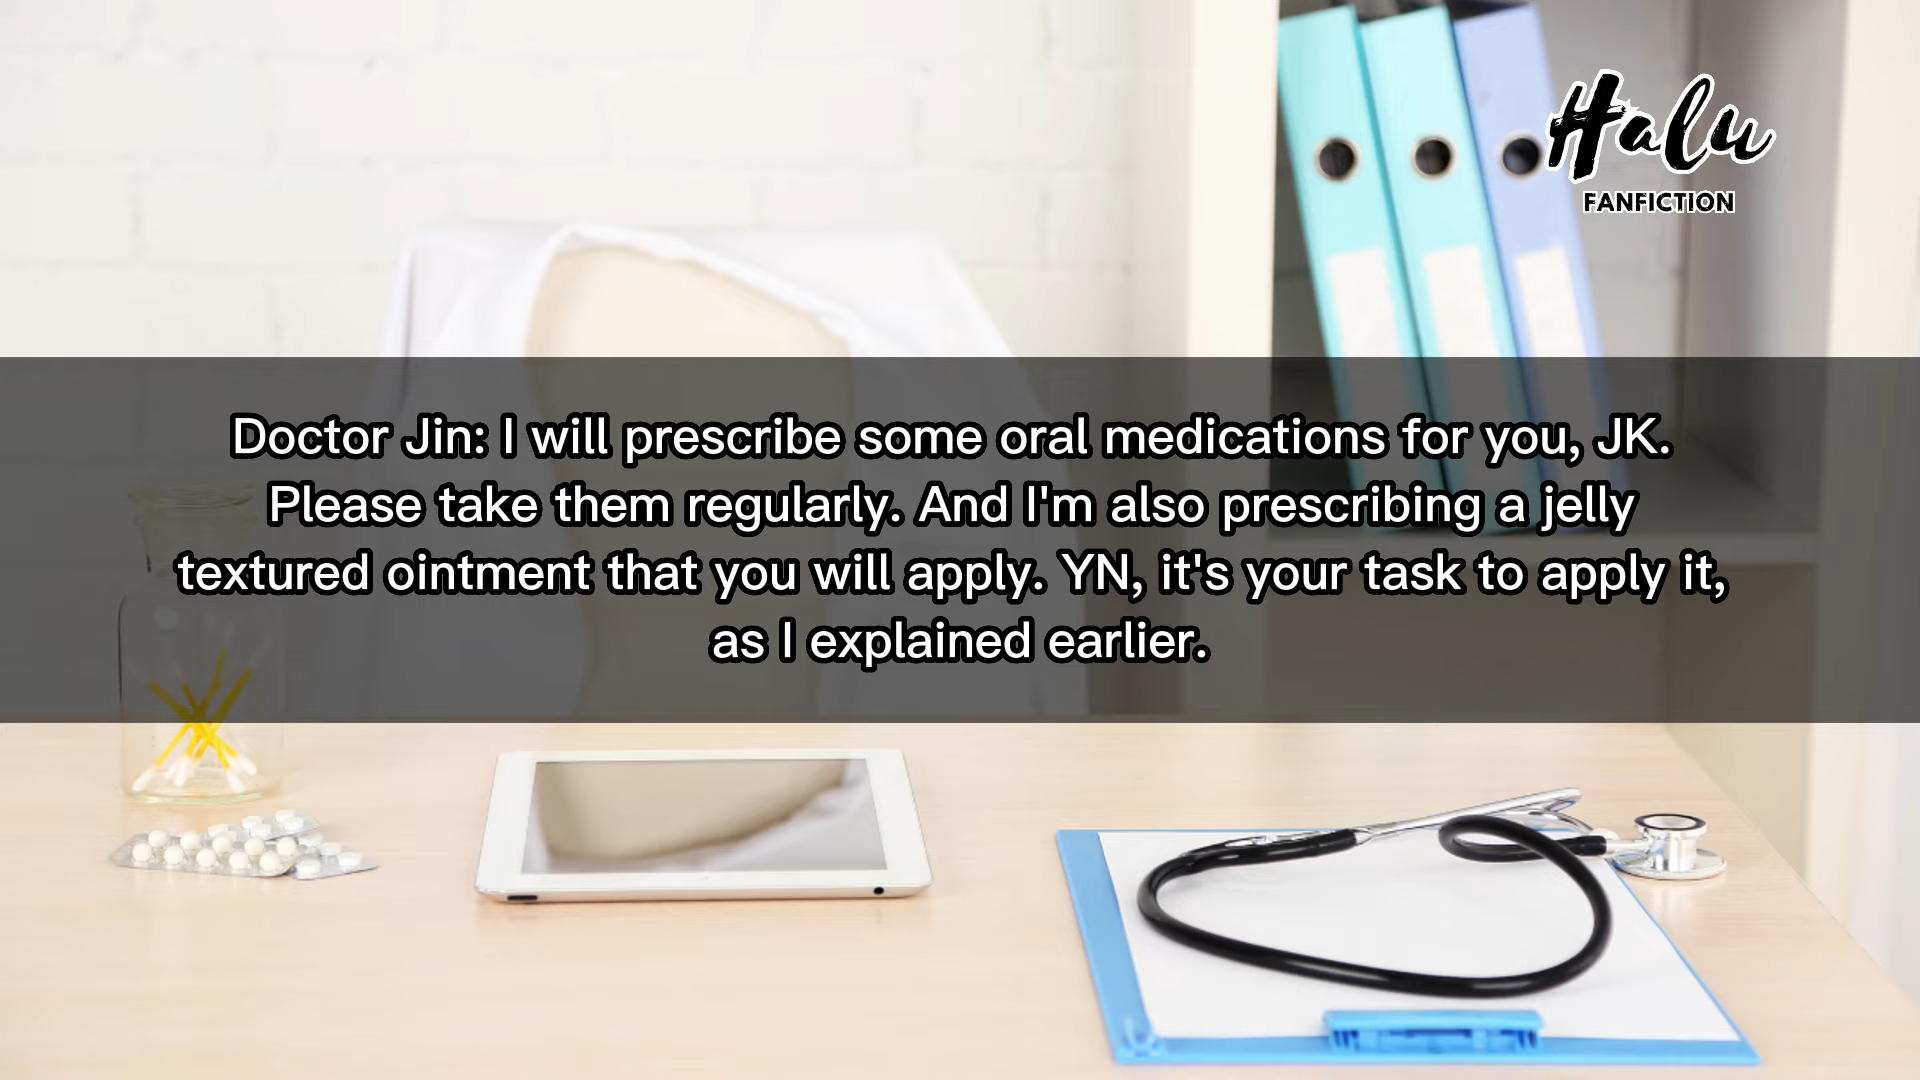 Halu
FANFICTION
Doctor Jin: I will prescribe some oral medications for you, JK.
Please take them regularly. And I'm also prescribing a jelly
textured ointment that you will apply. YN, it's your task to apply it,
as I explained earlier.